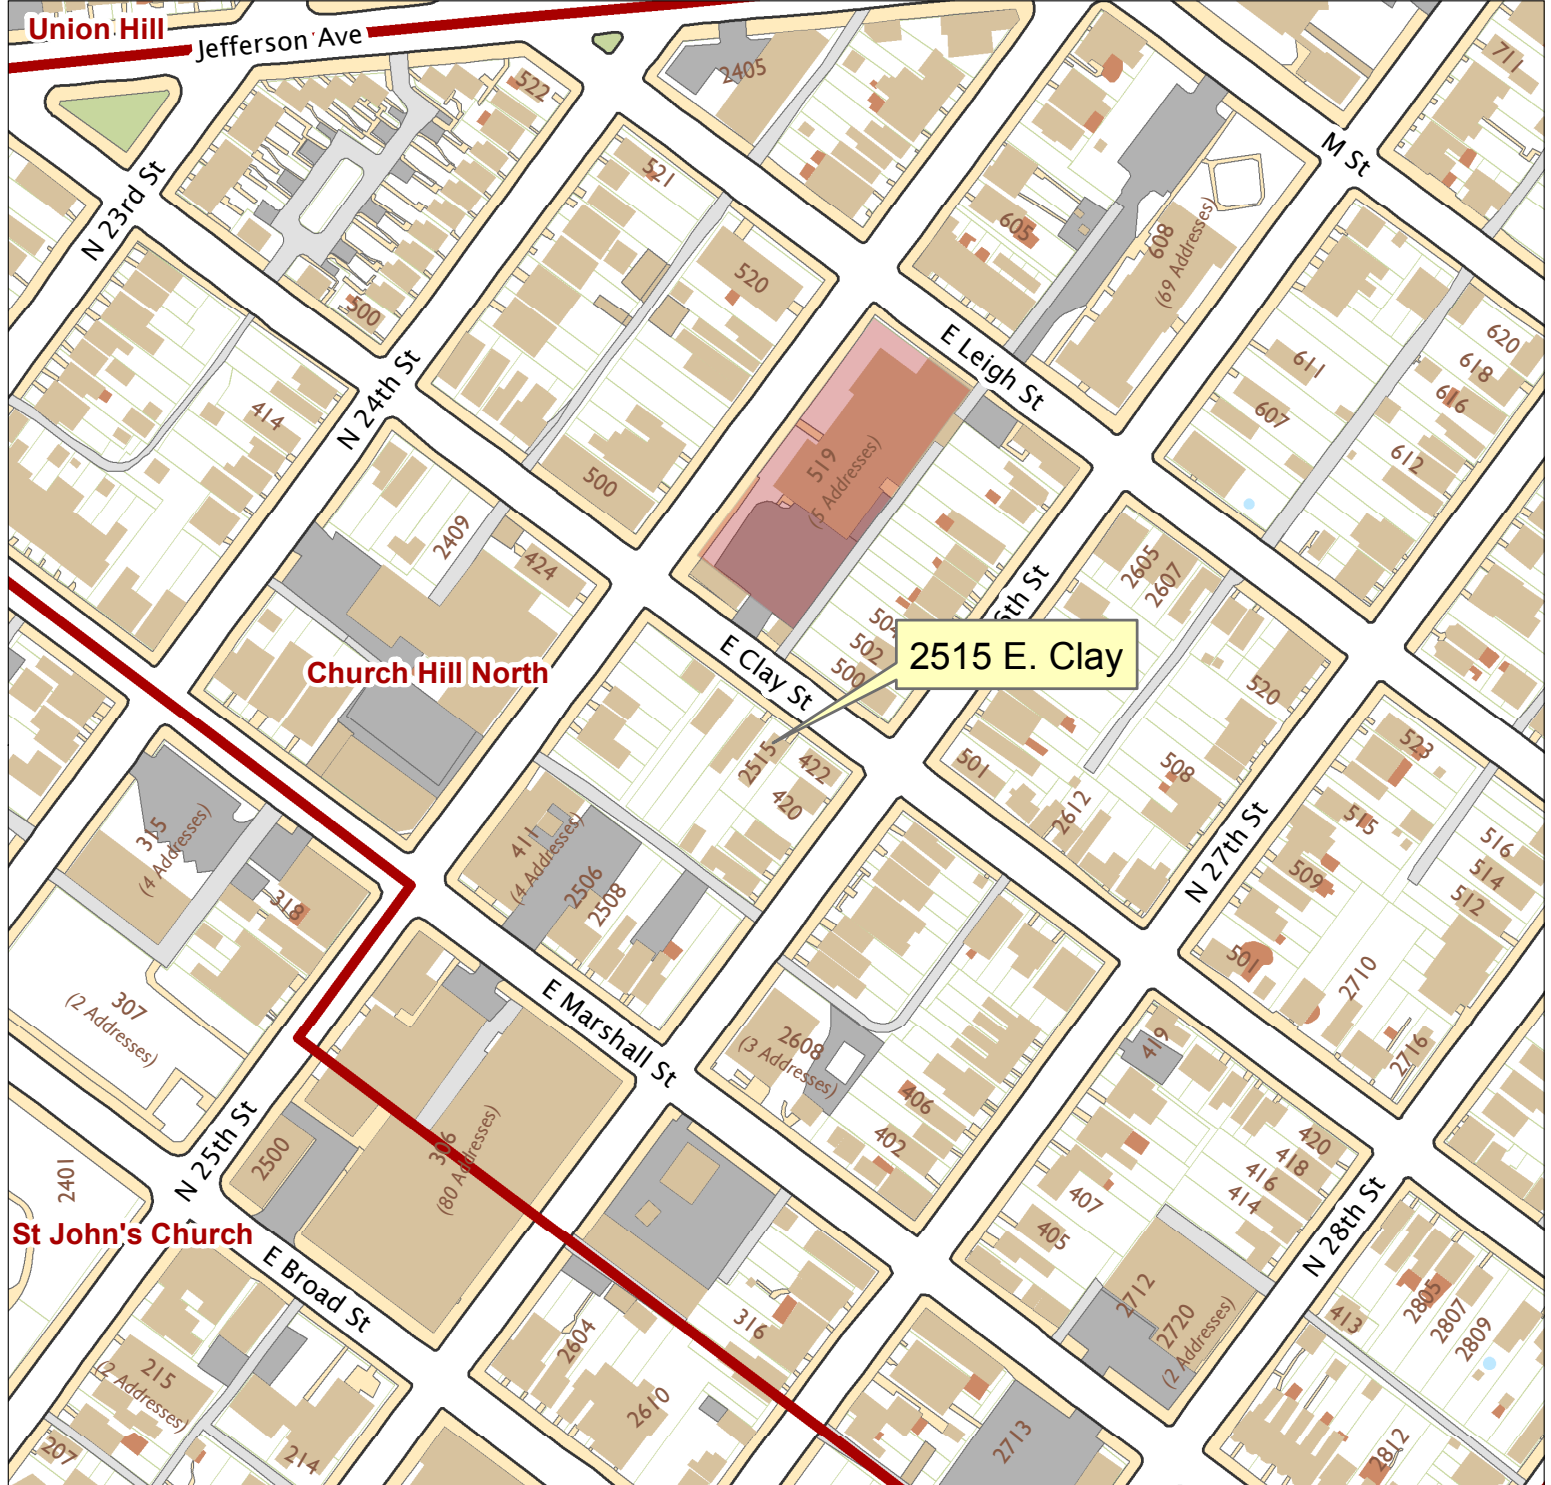 Union Hill
Jefferson Ave
522
2405
711
M St
521
N 23rd St
605
608
(69 Addresses)
520
500
E Leigh St
620
618
616
611
607
612
N 24th St
414
519
(5 Addresses)
500
2409
424
2605
2607
6th St
504
502
500
E Clay St
2515 E. Clay
Church Hill North
520
523
2515
422
420
501
508
2612
515
516
514
512
509
N 27th St
315
(4 Addresses)
411
(4 Addresses)
2506
2508
318
501
2710
307
(2 Addresses)
E Marshall St
2608
(3 Addresses)
419
2716
406
402
306
(80 Addresses)
2500
N 25th St
2401
420
418
416
414
407
405
N 28th St
St John's Church
E Broad St
2712
2720
(2 Addresses)
2805
2807
2809
413
316
2604
215
(2 Addresses)
2610
207
214
2713
2812